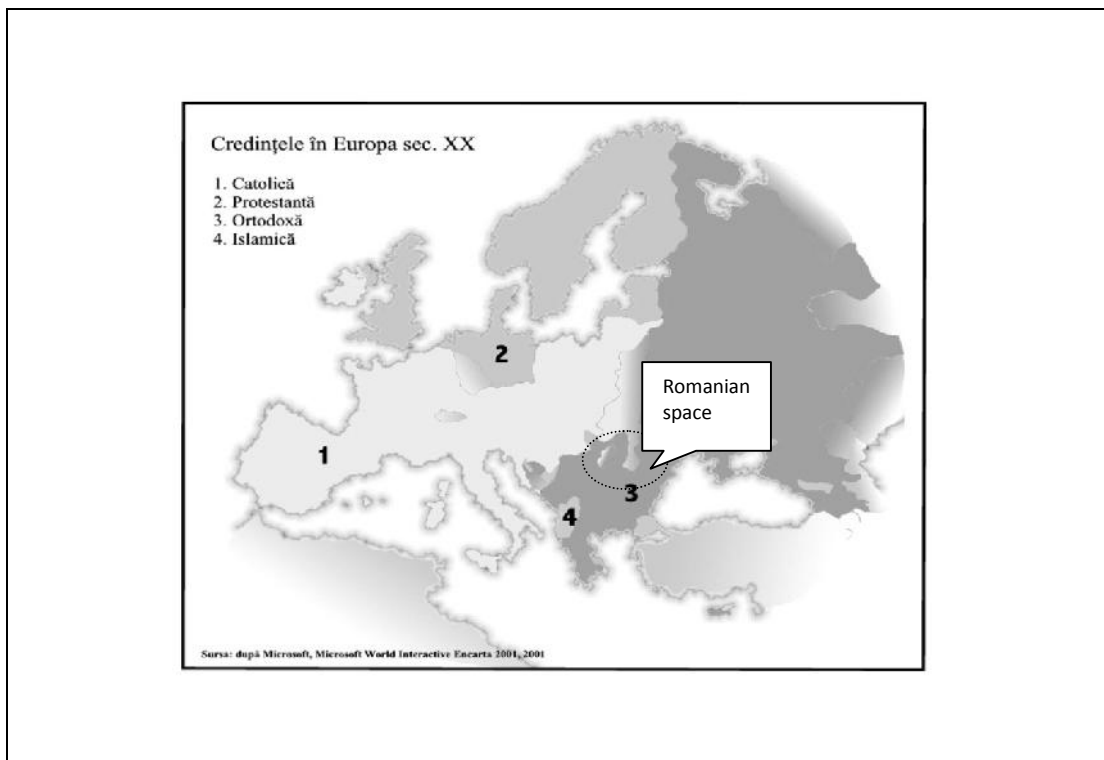 Credințele în Europa sec. XX
1. Catolică
2. Protestantă
3. Ortodoxă
4. Islamică
2
Romanian
space
1
3
4
Sursa: după Microsoft, Microsoft World Interactive Encarta 2001, 2001